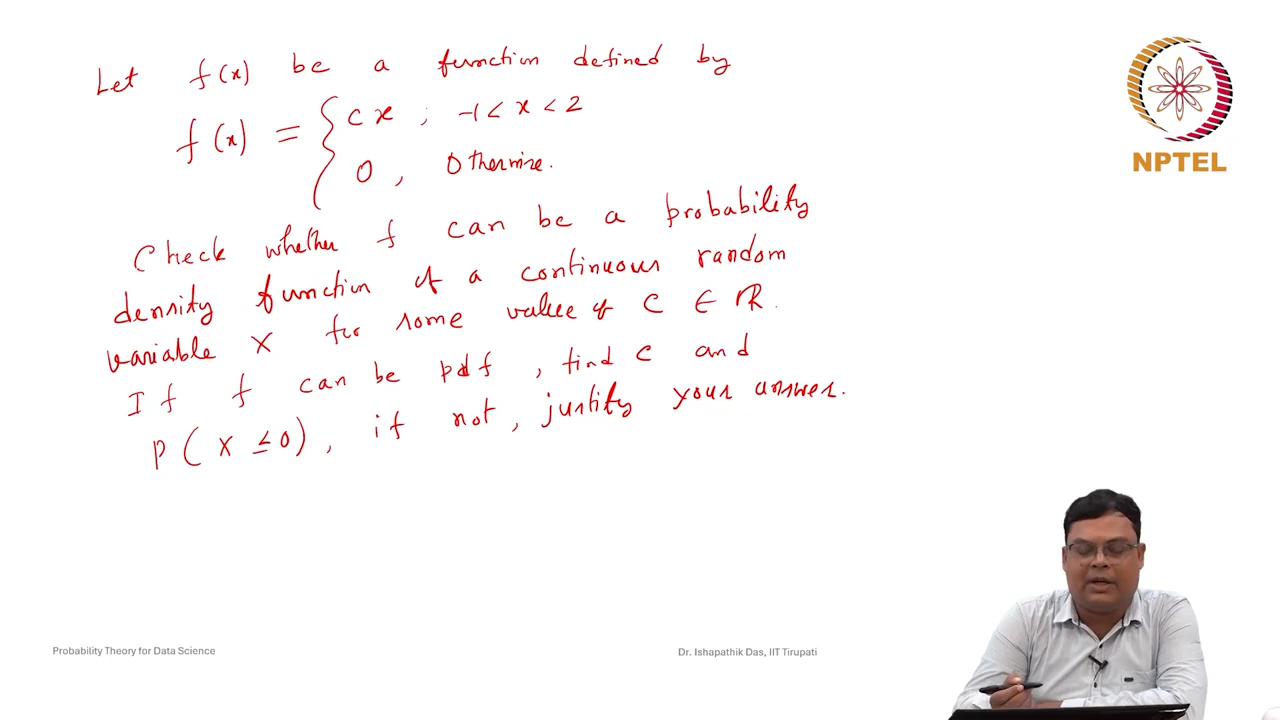 Let f(x) be a function defined by
f(x) = { cx ; -1 < x < 2
0 , Otherwise.
Check whether f can be a probability
density function of a continuous random
variable X for some value of C ∈ ℝ.
If f can be pdf , find c and
P( X ≤ 0) , if not, justify your answer.
NPTEL
Probability Theory for Data Science
Dr. Ishapathik Das, IIT Tirupati